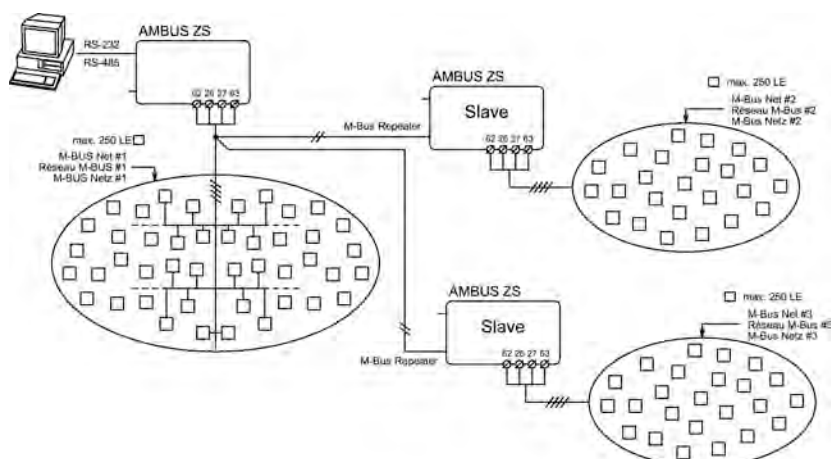 AMBUS ZS
RS-232
RS-485
62 26 27 63
max. 250 LE
M-BUS Net #1
Réseau M-BUS #1
M-BUS Netz #1
M-Bus Repeater
AMBUS ZS
Slave
62 26 27 63
max. 250 LE
M-Bus Net #2
Réseau M-Bus #2
M-Bus Netz #2
M-Bus Repeater
AMBUS ZS
Slave
62 26 27 63
max. 250 LE
M-Bus Net #3
Réseau M-Bus #3
M-Bus Netz #3